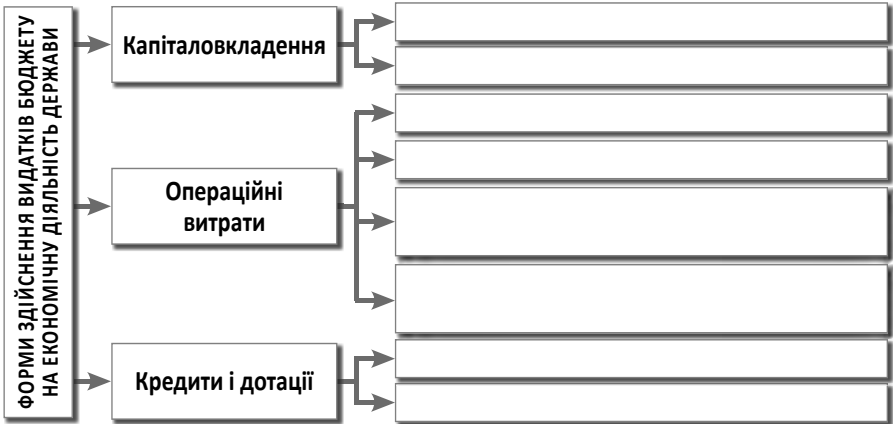 ФОРМИ ЗДІЙСНЕННЯ ВИДАТКІВ БЮДЖЕТУ
НА ЕКОНОМІЧНУ ДІЯЛЬНІСТЬ ДЕРЖАВИ
Капіталовкладення
Операційні
витрати
Кредити і дотації